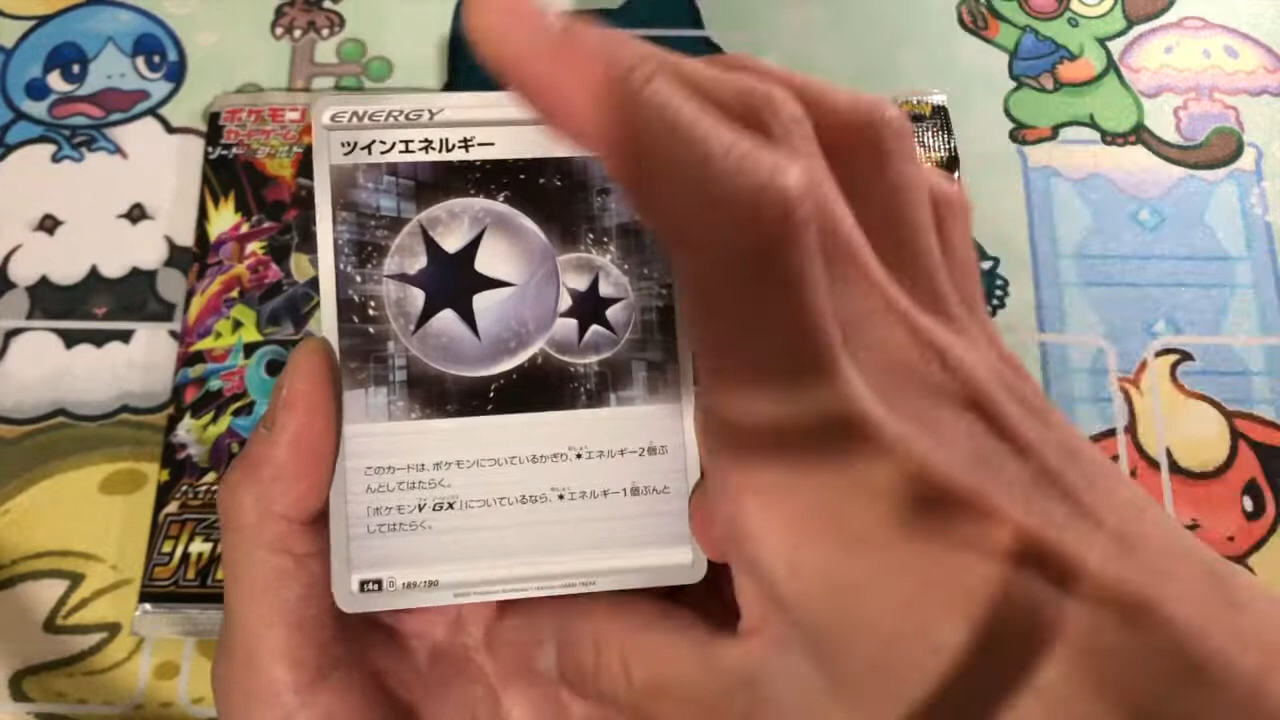 ポケモン
カードゲーム
ソード&シールド
ENERGY
ツインエネルギー
このカードは、ポケモンについているかぎり、エネルギー2個ぶ
んとしてはたらく。
「ポケモンV・GX」についているなら、エネルギー1個ぶんと
してはたらく。
s4a D 189/190
ハイ
シャ